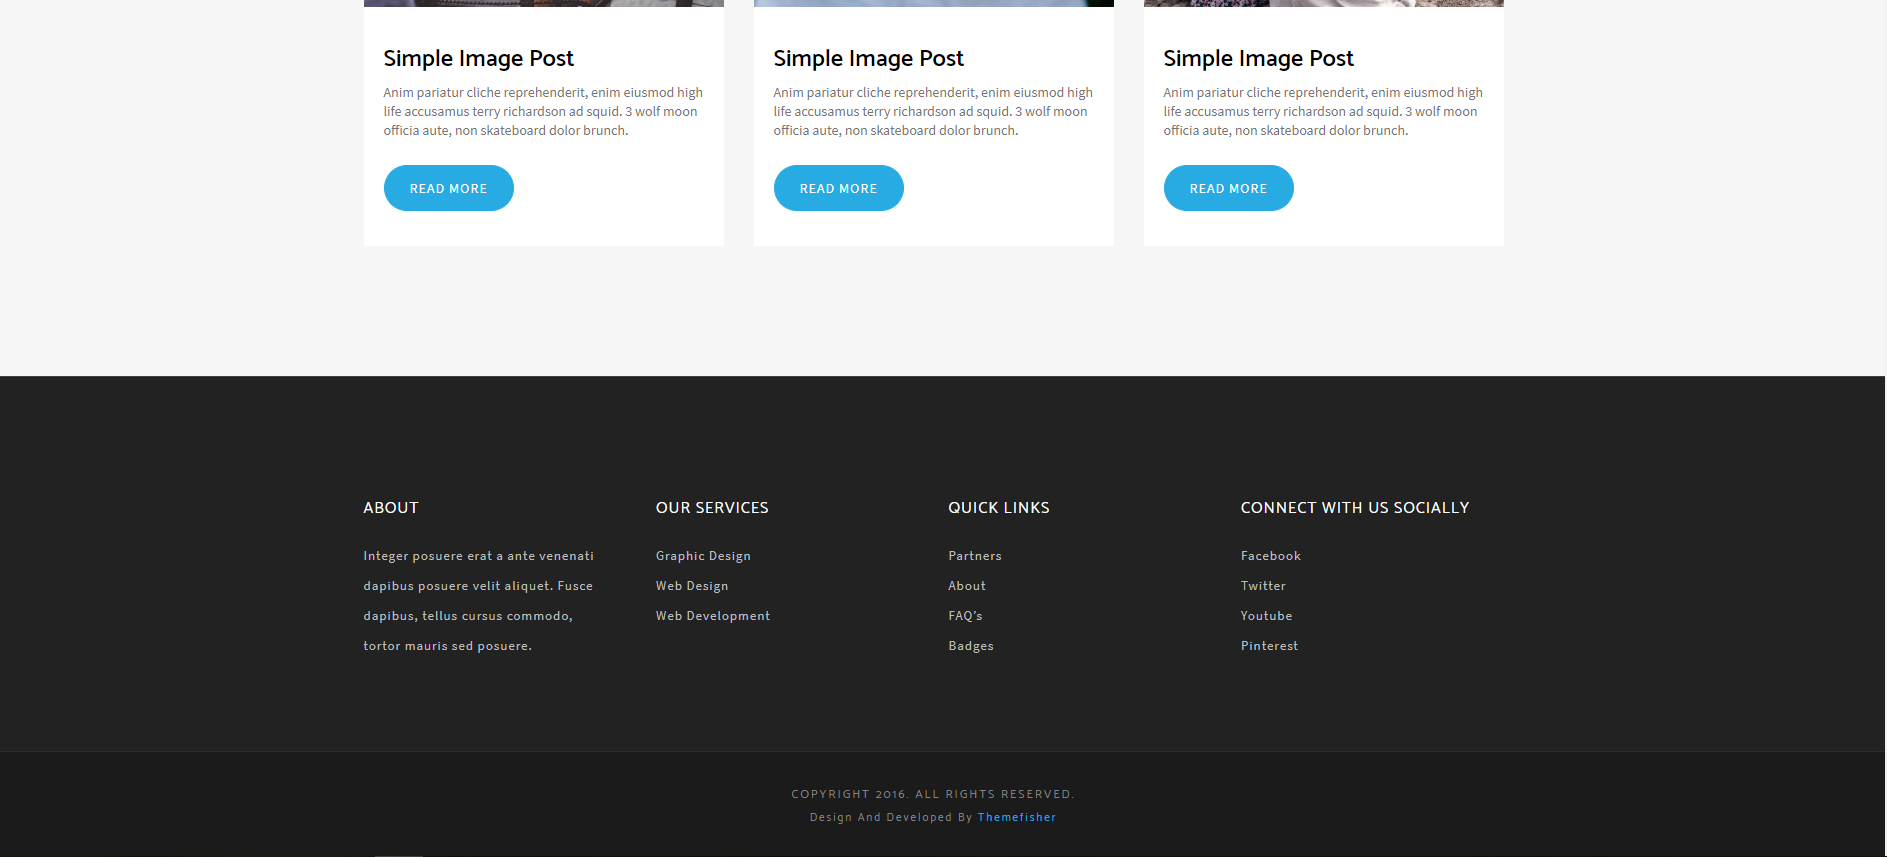 Simple Image Post
Anim pariatur cliche reprehenderit, enim eiusmod high
life accusamus terry richardson ad squid. 3 wolf moon
officia aute, non skateboard dolor brunch.
READ MORE
Simple Image Post
Anim pariatur cliche reprehenderit, enim eiusmod high
life accusamus terry richardson ad squid. 3 wolf moon
officia aute, non skateboard dolor brunch.
READ MORE
Simple Image Post
Anim pariatur cliche reprehenderit, enim eiusmod high
life accusamus terry richardson ad squid. 3 wolf moon
officia aute, non skateboard dolor brunch.
READ MORE
ABOUT
Integer posuere erat a ante venenati
dapibus posuere velit aliquet. Fusce
dapibus, tellus cursus commodo,
tortor mauris sed posuere.
OUR SERVICES
Graphic Design
Web Design
Web Development
QUICK LINKS
Partners
About
FAQ's
Badges
CONNECT WITH US SOCIALLY
Facebook
Twitter
Youtube
Pinterest
COPYRIGHT 2016. ALL RIGHTS RESERVED.
Design And Developed By Themefisher